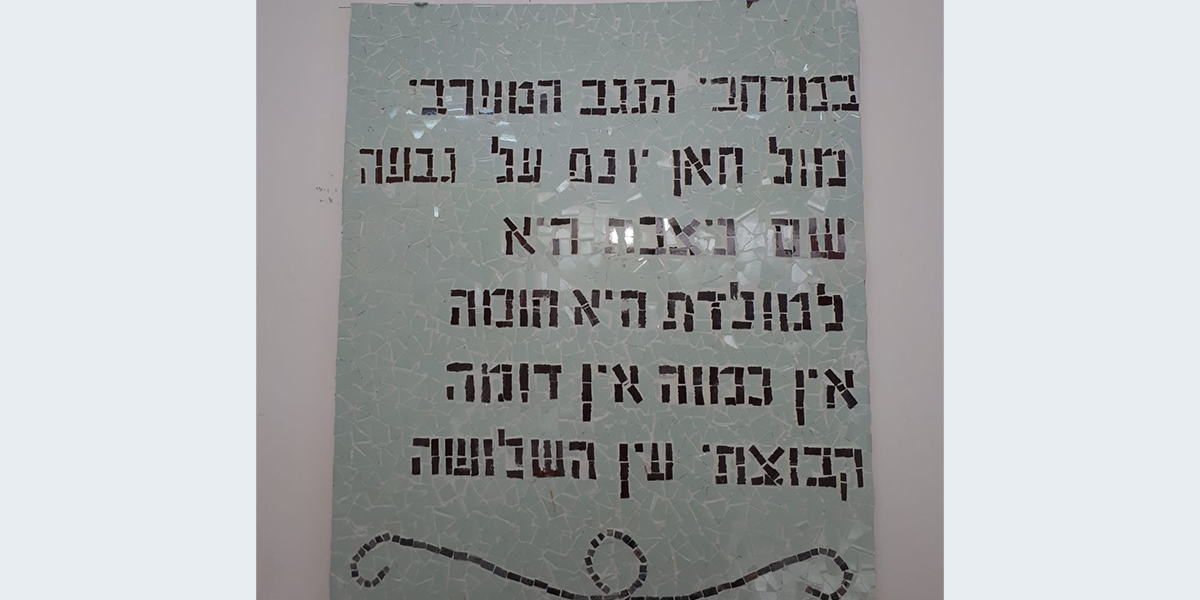 במרחבי הנגב המערבי
מול חאן יונס על גבעה
שם ניצבת היא
למולדת היא חומה
אין כמוה אין דומה
קבוצתי עין השלושה